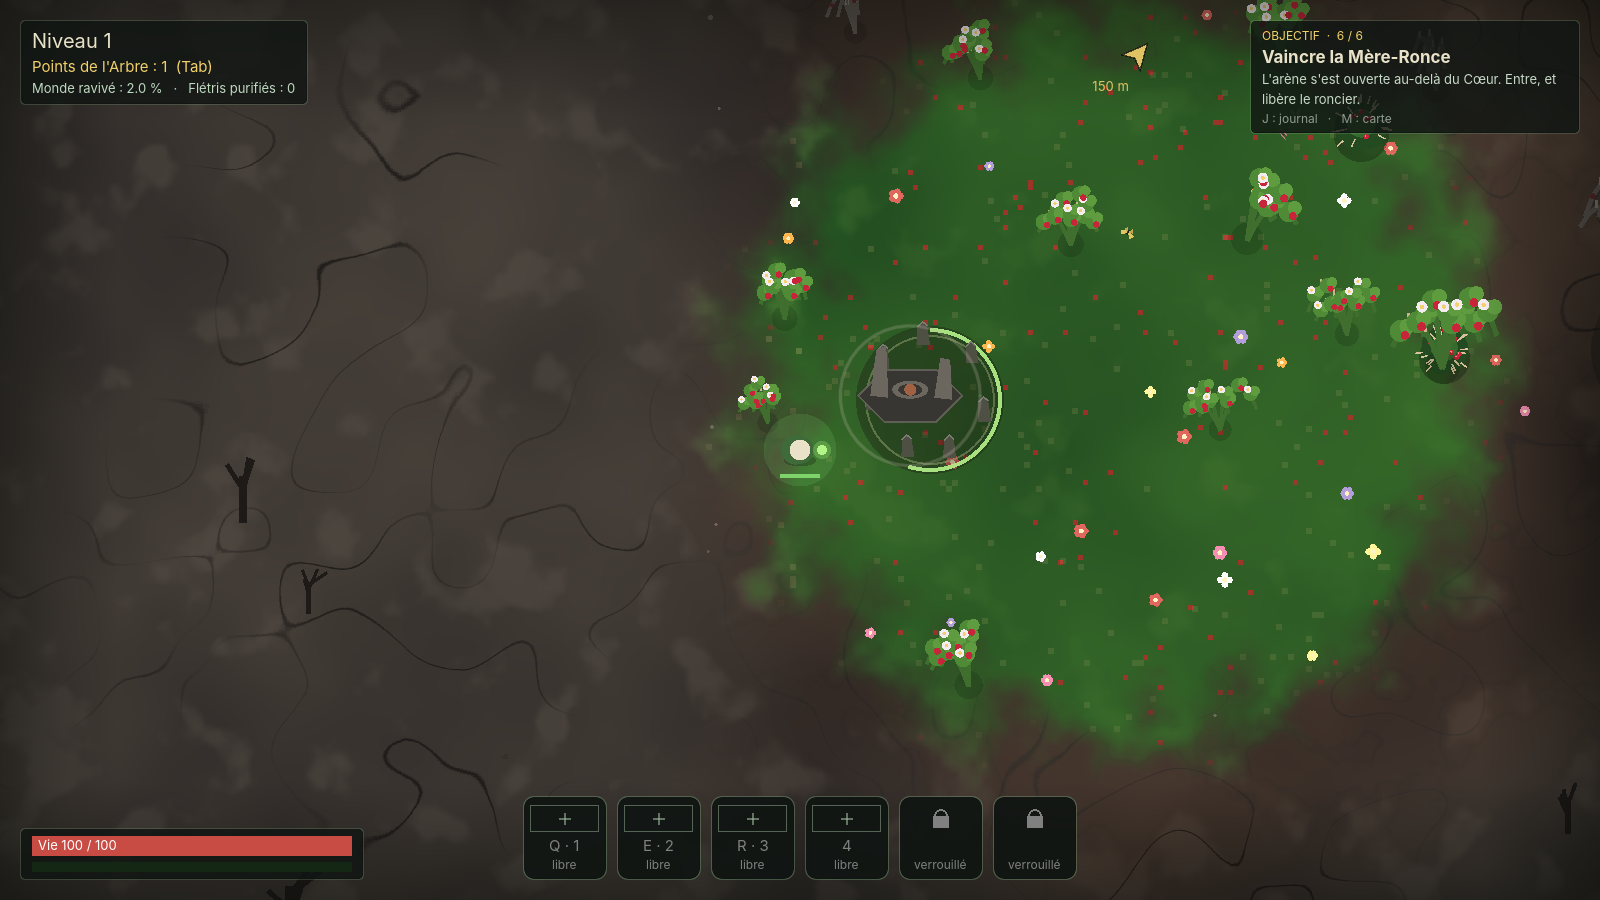 Niveau 1
Points de l'Arbre : 1 (Tab)
Monde ravivé : 2.0 % · Flétris purifiés : 0
150 m
OBJECTIF · 6 / 6
Vaincre la Mère-Ronce
L'arène s'est ouverte au-delà du Cœur. Entre, et
libère le roncier.
J : journal · M : carte
Vie 100 / 100
Q · 1
libre
E · 2
libre
R · 3
libre
4
libre
verrouillé
verrouillé